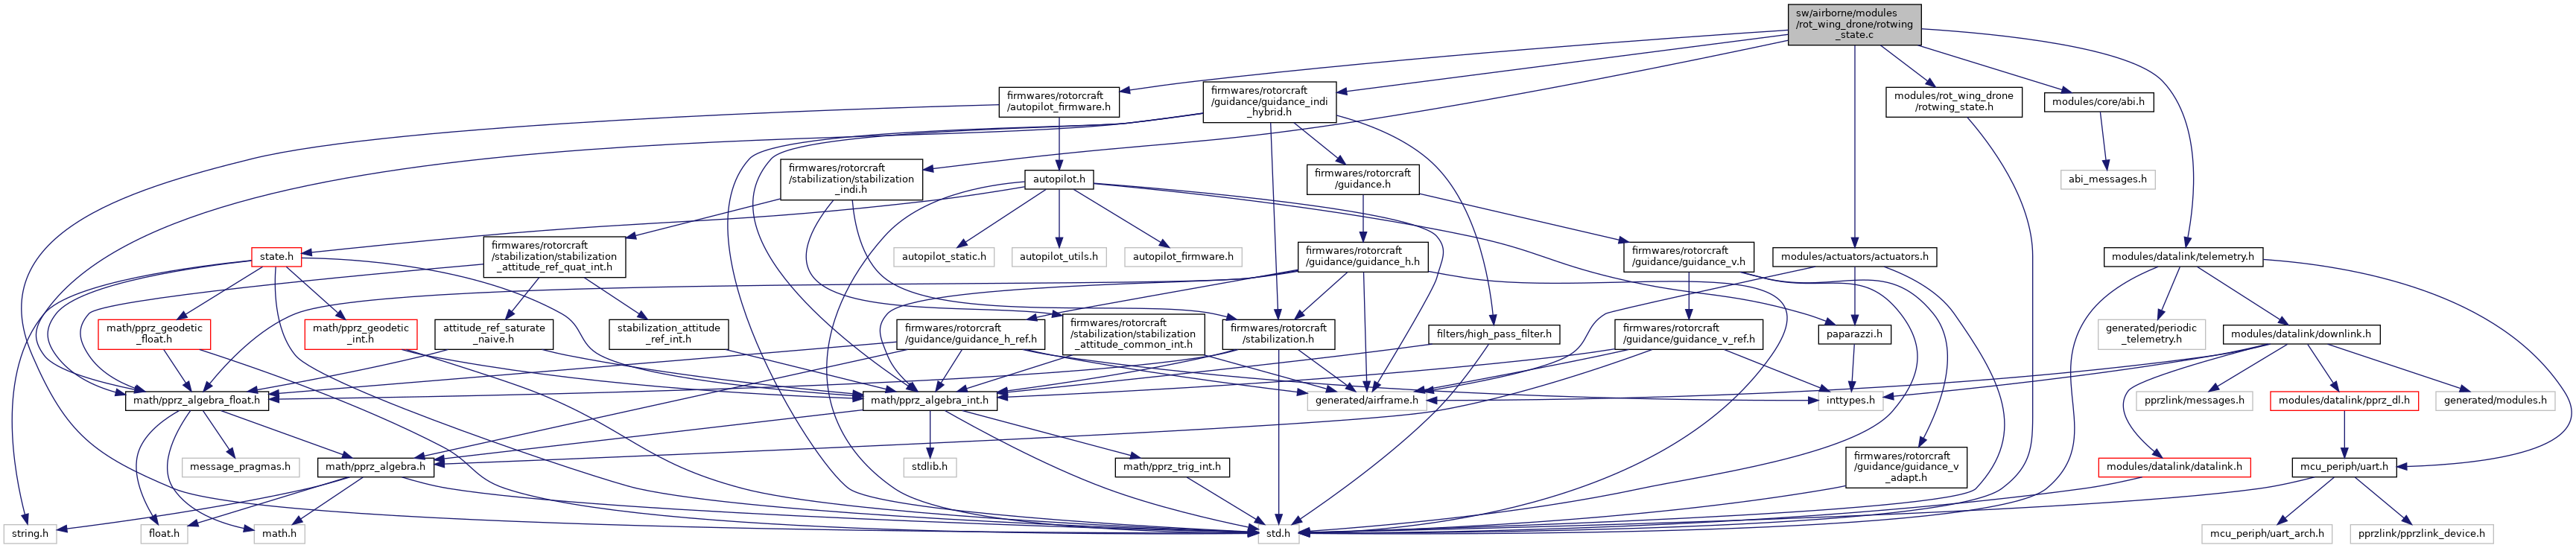 sw/airborne/modules
/rot_wing_drone/rotwing
_state.c
firmwares/rotorcraft
/autopilot_firmware.h
firmwares/rotorcraft
/guidance/guidance_indi
_hybrid.h
modules/rot_wing_drone
/rotwing_state.h
modules/core/abi.h
firmwares/rotorcraft
/stabilization/stabilization
_indi.h
autopilot.h
firmwares/rotorcraft
/guidance.h
abi_messages.h
state.h
firmwares/rotorcraft
/stabilization/stabilization
_attitude_ref_quat_int.h
autopilot_static.h
autopilot_utils.h
autopilot_firmware.h
firmwares/rotorcraft
/guidance/guidance_h.h
firmwares/rotorcraft
/guidance/guidance_v.h
modules/actuators/actuators.h
modules/datalink/telemetry.h
math/pprz_geodetic
_float.h
math/pprz_geodetic
_int.h
attitude_ref_saturate
_naive.h
stabilization_attitude
_ref_int.h
firmwares/rotorcraft
/guidance/guidance_h_ref.h
firmwares/rotorcraft
/stabilization/stabilization
_attitude_common_int.h
firmwares/rotorcraft
/stabilization.h
filters/high_pass_filter.h
firmwares/rotorcraft
/guidance/guidance_v_ref.h
paparazzi.h
generated/periodic
_telemetry.h
modules/datalink/downlink.h
math/pprz_algebra_float.h
math/pprz_algebra_int.h
generated/airframe.h
inttypes.h
pprzlink/messages.h
modules/datalink/pprz_dl.h
generated/modules.h
message_pragmas.h
math/pprz_algebra.h
stdlib.h
math/pprz_trig_int.h
firmwares/rotorcraft
/guidance/guidance_v
_adapt.h
modules/datalink/datalink.h
mcu_periph/uart.h
string.h
float.h
math.h
std.h
mcu_periph/uart_arch.h
pprzlink/pprzlink_device.h